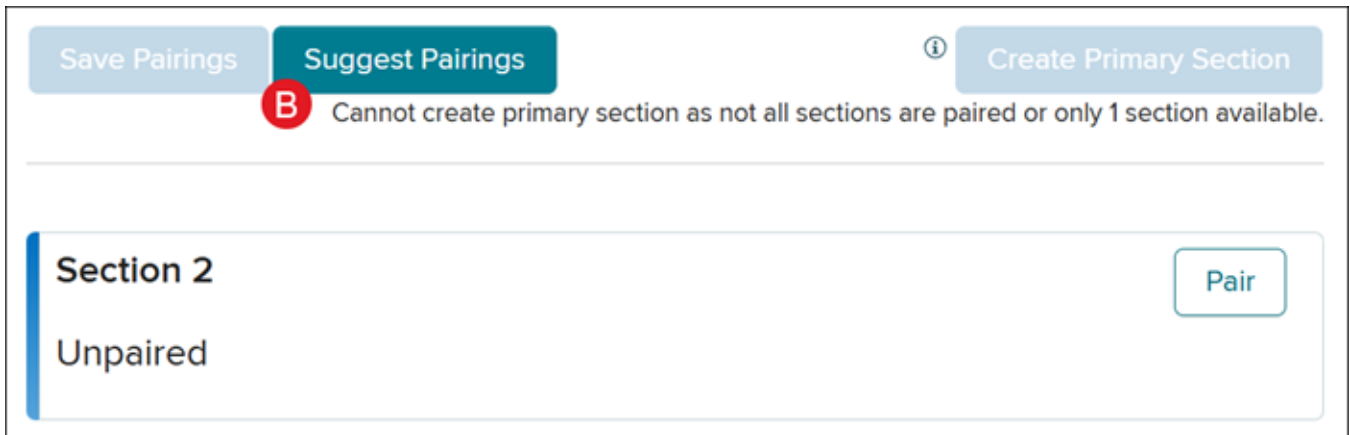 Save Pairings Suggest Pairings Create Primary Section
B Cannot create primary section as not all sections are paired or only 1 section available.
Section 2 Pair
Unpaired